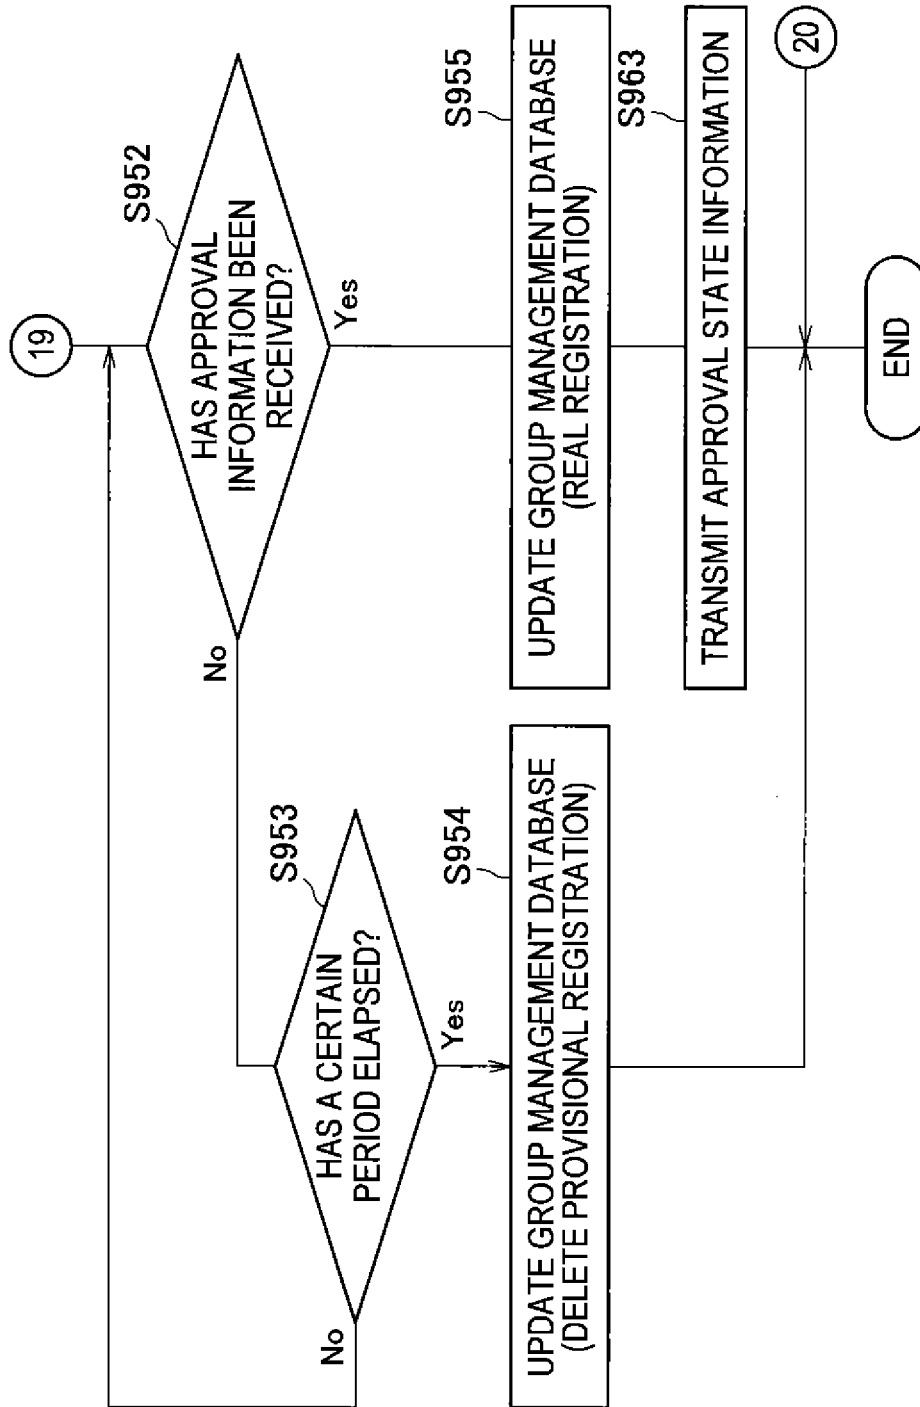 19
S952
HAS APPROVAL
INFORMATION BEEN
RECEIVED?
Yes
No
S953
HAS A CERTAIN
PERIOD ELAPSED?
Yes
No
S954
UPDATE GROUP MANAGEMENT DATABASE
(DELETE PROVISIONAL REGISTRATION)
S955
UPDATE GROUP MANAGEMENT DATABASE
(REAL REGISTRATION)
S963
TRANSMIT APPROVAL STATE INFORMATION
20
END